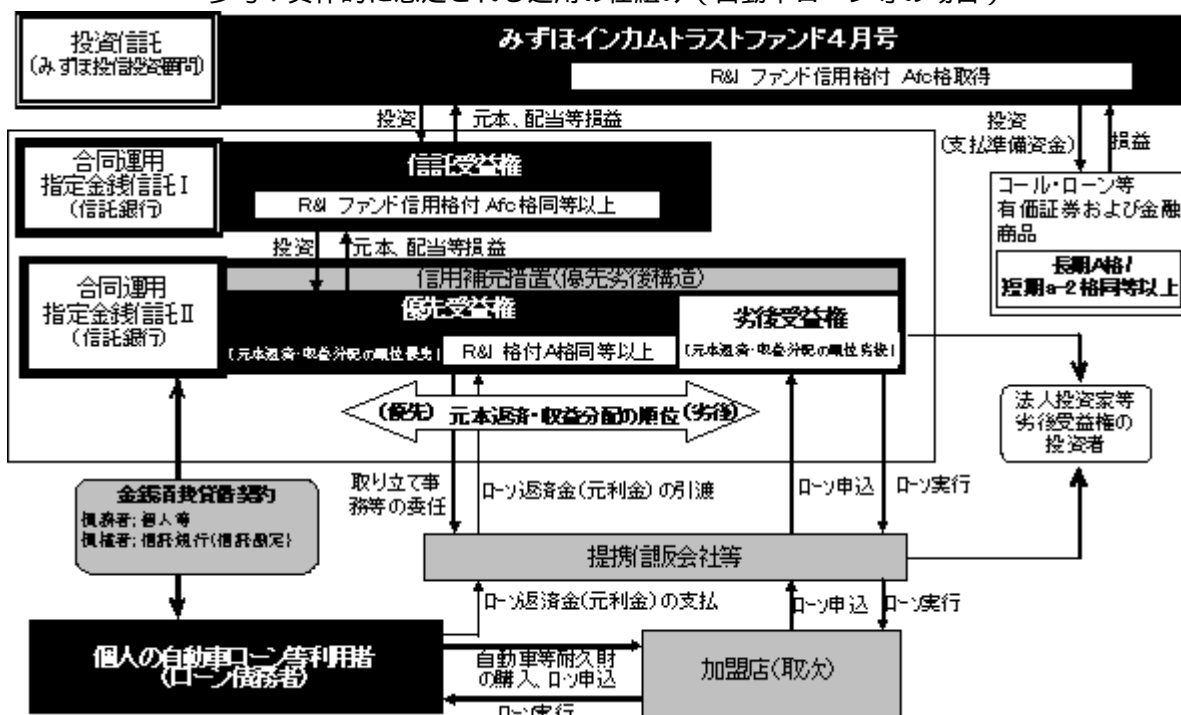 参考：具体的に想定される運用の仕組み（自動車ローン等の場合）
投資信託
(みずほ投信投資顧問)
みずほインカムトラストファンド4月号
R&I ファンド信用格付 Afc格取得
投資
元本、配当等損益
投資
(支払準備資金)
損益
合同運用
指定金銭信託Ⅰ
(信託銀行)
信託受益権
R&I ファンド信用格付 Afc格同等以上
コール・ローン等
有価証券および金融
商品
長期A格/
短期a-2格同等以上
投資
元本、配当等損益
合同運用
指定金銭信託Ⅱ
(信託銀行)
信用補完措置(優先劣後構造)
優先受益権
(元本返済・収益分配の順位優先)
R&I 格付A格同等以上
劣後受益権
(元本返済・収益分配の順位劣後)
(優先) 元本返済・収益分配の順位 (劣後)
法人投資家等
劣後受益権の
投資者
金銭消費貸借契約
債務者;個人等
債権者;信託銀行(信託勘定)
取り立て事
務等の委任
ローン返済金(元利金)の引渡
ローン申込
ローン実行
提携信販会社等
ローン返済金(元利金)の支払
ローン申込
ローン実行
個人の自動車ローン等利用者
(ローン債務者)
自動車等耐久財
の購入、ローン申込
ローン実行
加盟店(取次)